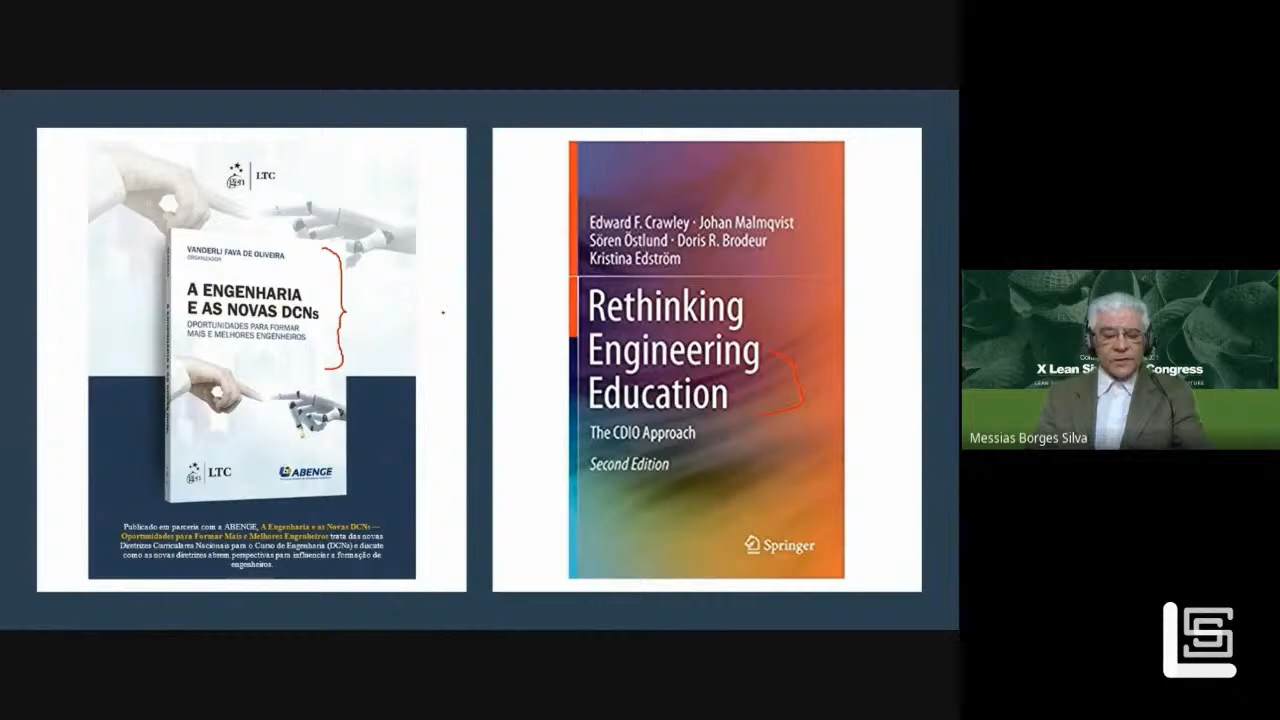 LTC
VANDERLI FAVA DE OLIVEIRA
ORGANIZADOR
A ENGENHARIA
E AS NOVAS DCNs
OPORTUNIDADES PARA FORMAR
MAIS E MELHORES ENGENHEIROS
LTC
ABENGE
Publicado em parceria com a ABENGE, A Engenharia e as Novas DCNs —
Oportunidades para Formar Mais e Melhores Engenheiros trata das novas
Diretrizes Curriculares Nacionais para o Curso de Engenharia (DCNs) e discute
como as novas diretrizes abrem perspectivas para influenciar a formação de
engenheiros.
Edward F. Crawley · Johan Malmqvist
Sören Östlund · Doris R. Brodeur
Kristina Edström
Rethinking
Engineering
Education
The CDIO Approach
Second Edition
Springer
X Lean Si Congress
Messias Borges Silva
LSS